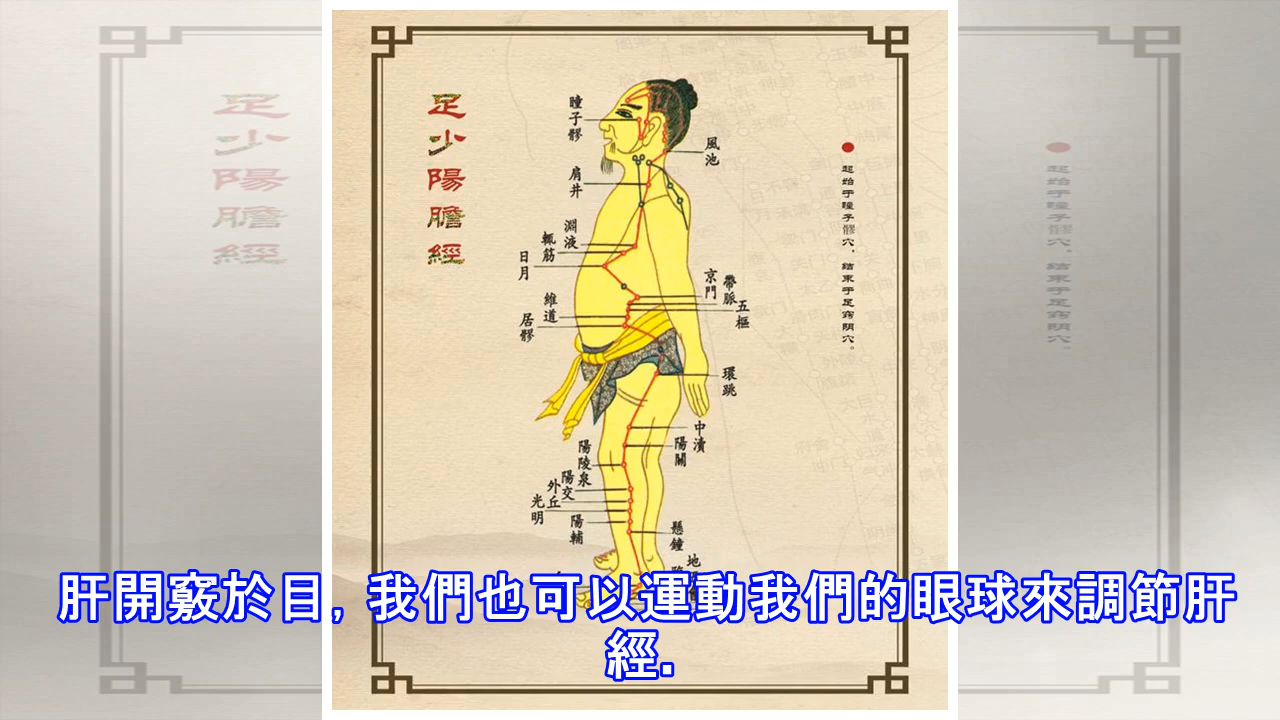 足少陽膽經
瞳子髎
風池
肩井
淵液
輒筋
日月
京門
帶脈
五樞
維道
居髎
環跳
中瀆
陽關
陽陵泉
陽交
外丘
光明
陽輔
懸鐘
起始于瞳子髎穴，结束于足窍阴穴。
肝開竅於目, 我們也可以運動我們的眼球來調節肝
經.